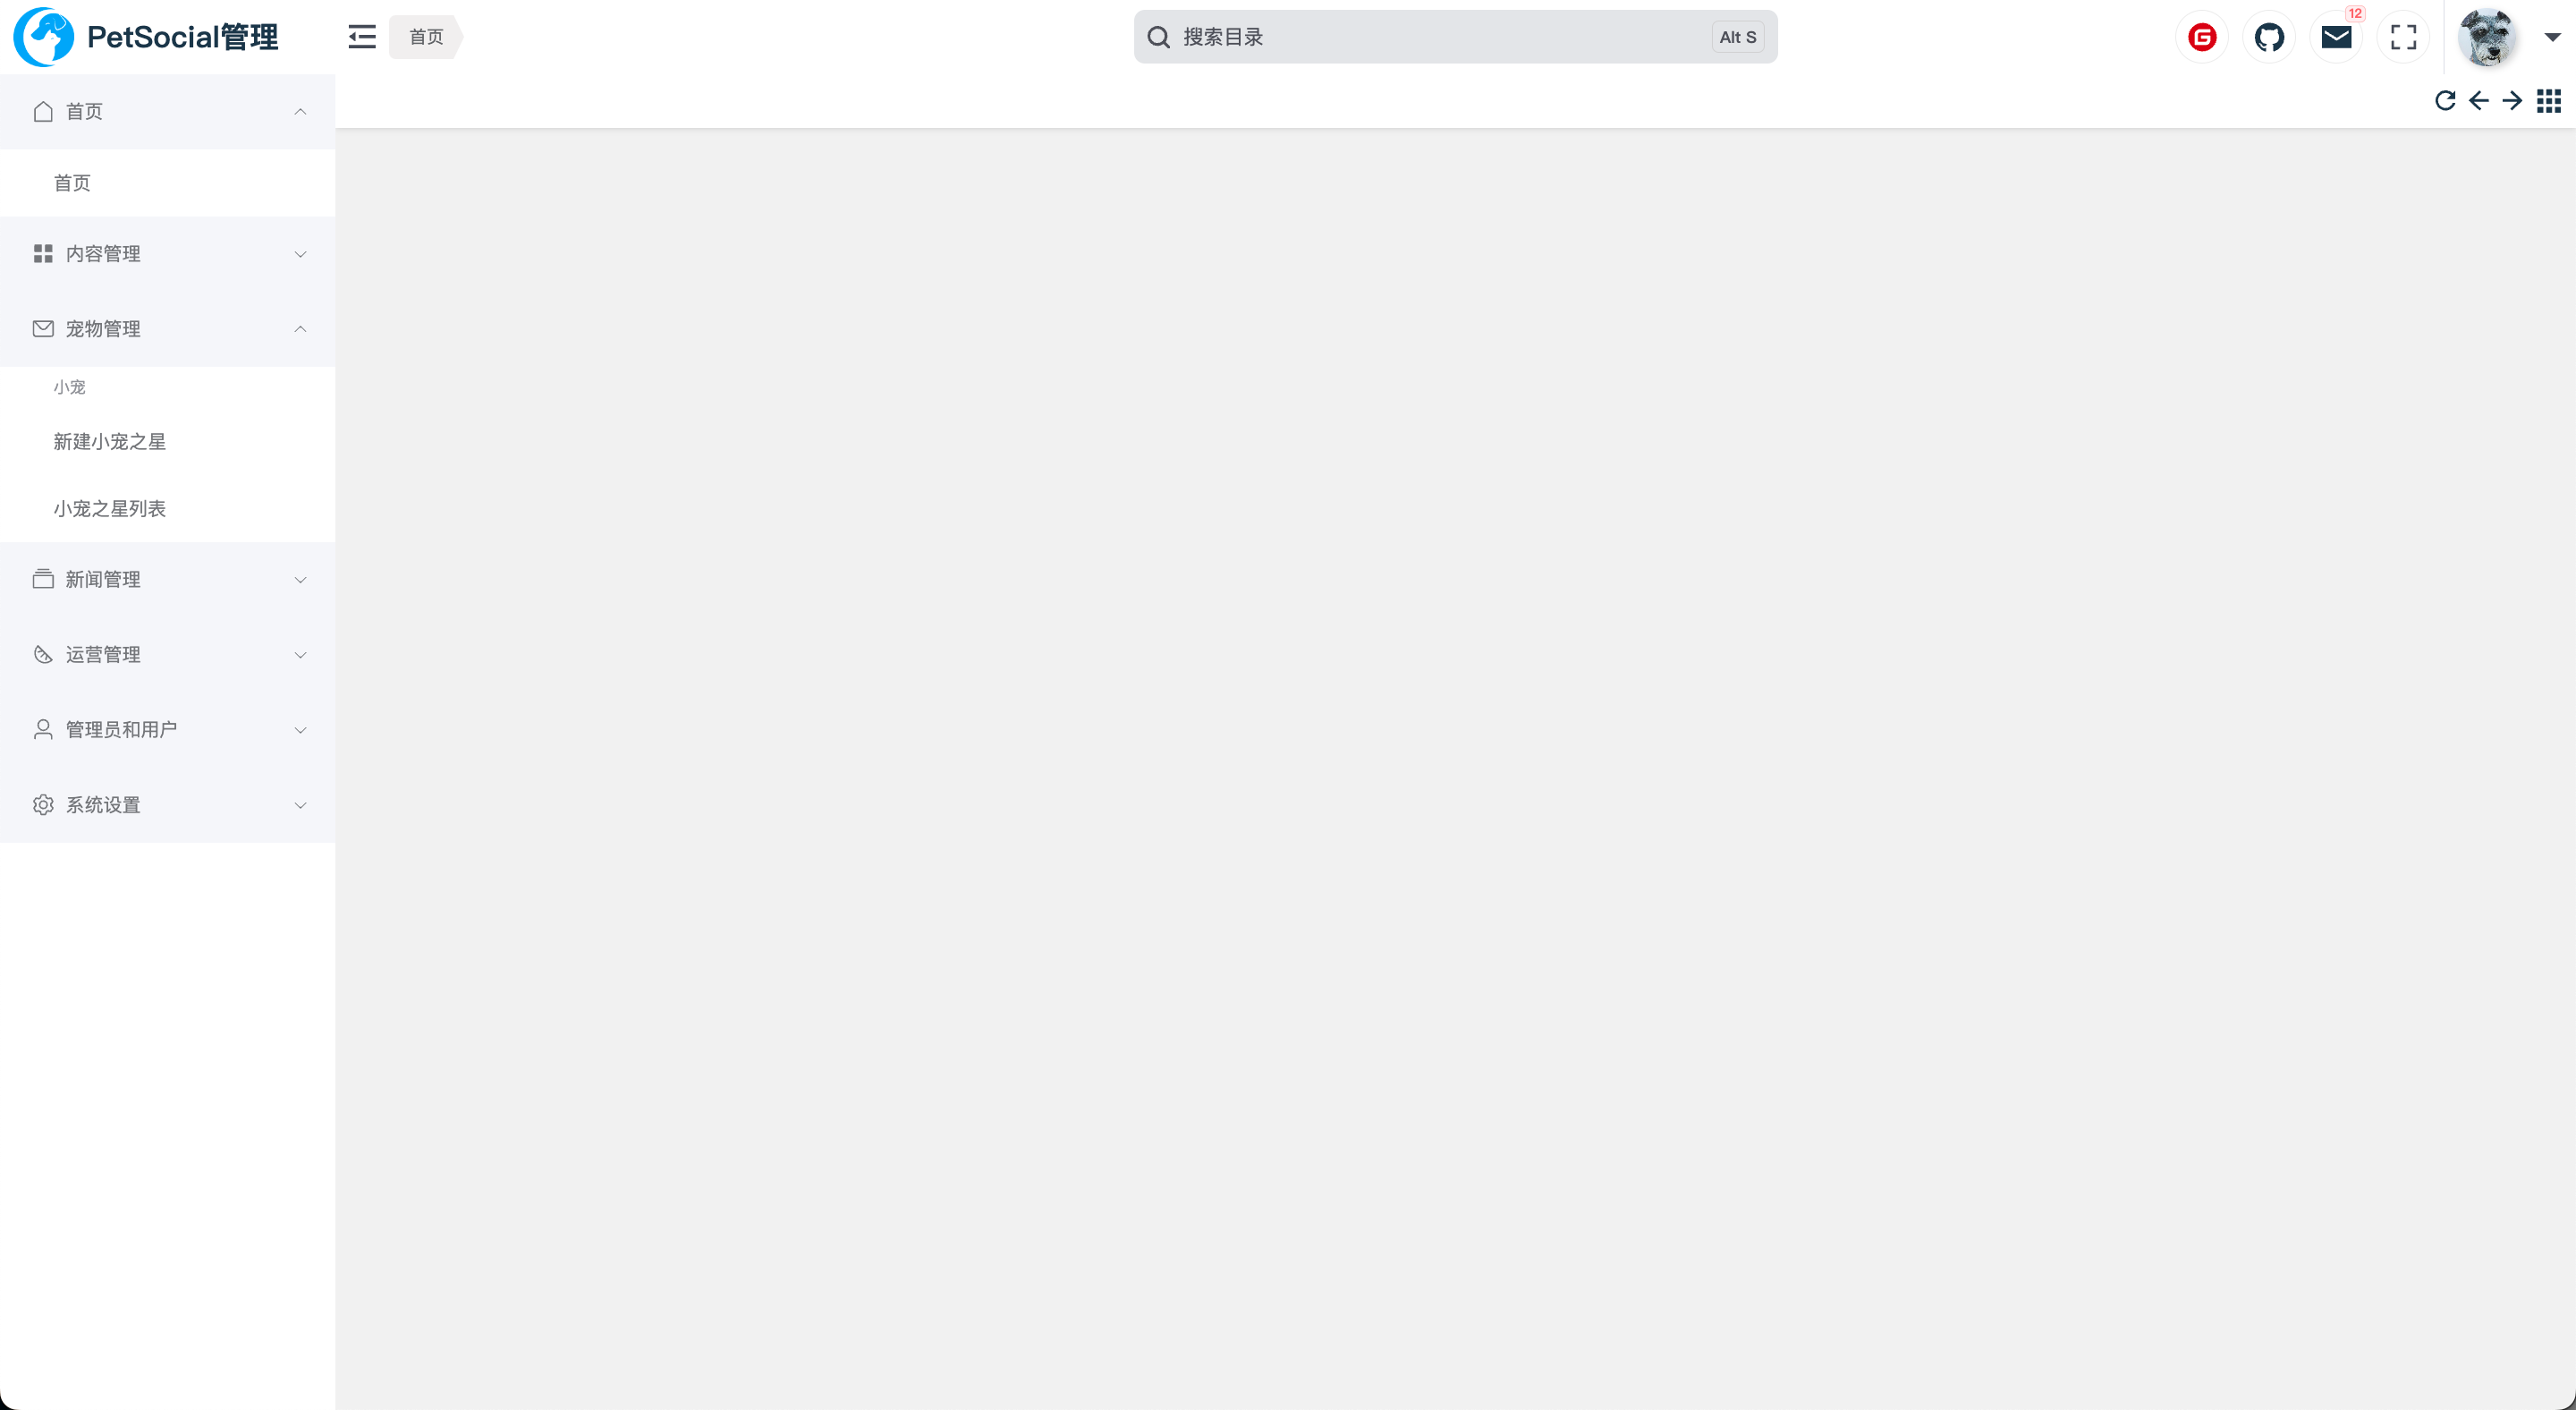 PetSocial管理
首页
搜索目录
Alt S
12
首页
首页
内容管理
宠物管理
小宠
新建小宠之星
小宠之星列表
新闻管理
运营管理
管理员和用户
系统设置